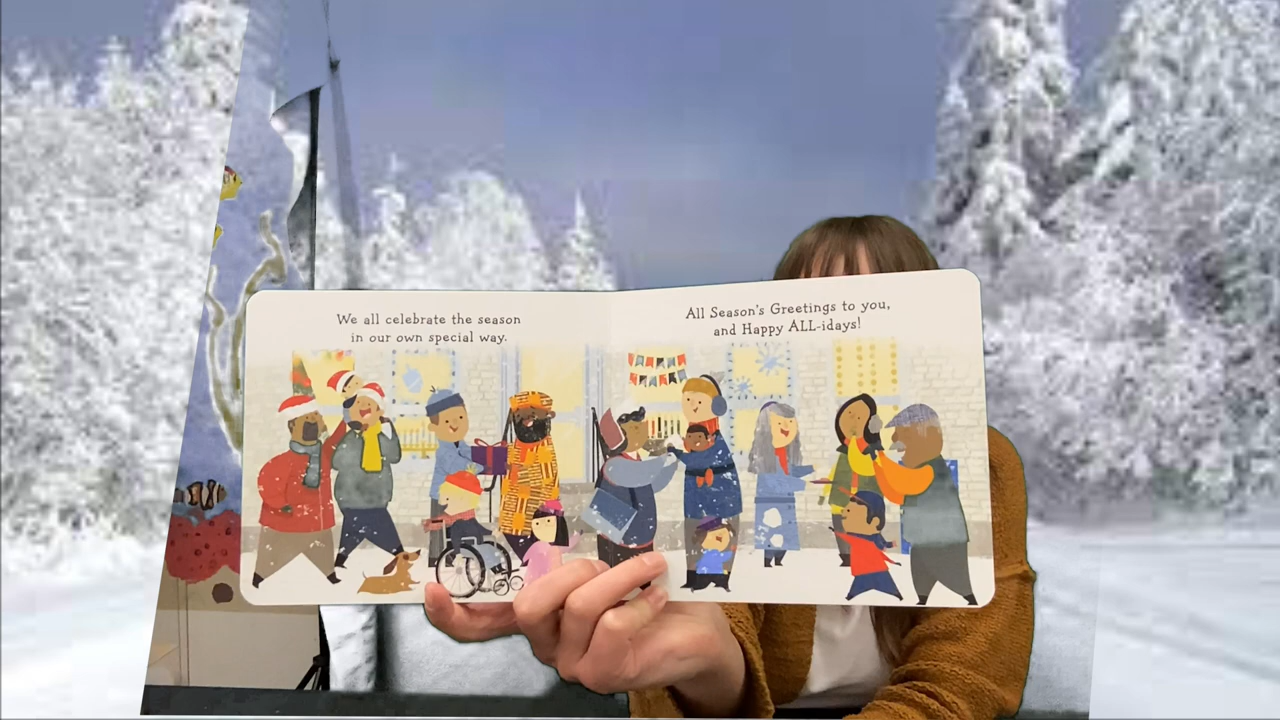 We all celebrate the season
in our own special way.
All Season's Greetings to you,
and Happy ALL-idays!